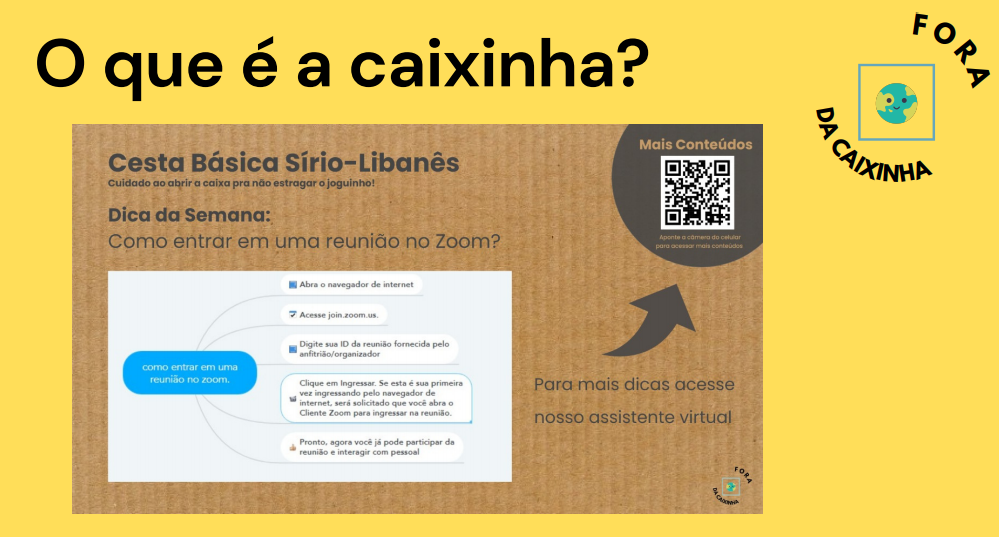 O que é a caixinha?
FORA
DA CAIXINHA
Cesta Básica Sírio-Libanês
Cuidado ao abrir a caixa pra não estragar o joguinho!
Dica da Semana:
Como entrar em uma reunião no Zoom?
Mais Conteúdos
Aponte a câmera do celular
para acessar mais conteúdos
como entrar em uma
reunião no zoom.
Abra o navegador de internet
Acesse join.zoom.us.
Digite sua ID da reunião fornecida pelo
anfitrião/organizador
Clique em Ingressar. Se esta é sua primeira
vez ingressando pelo navegador de
internet, será solicitado que você abra o
Cliente Zoom para ingressar na reunião.
Pronto, agora você já pode participar da
reunião e interagir com pessoal
Para mais dicas acesse
nosso assistente virtual
FORA
DA CAIXINHA